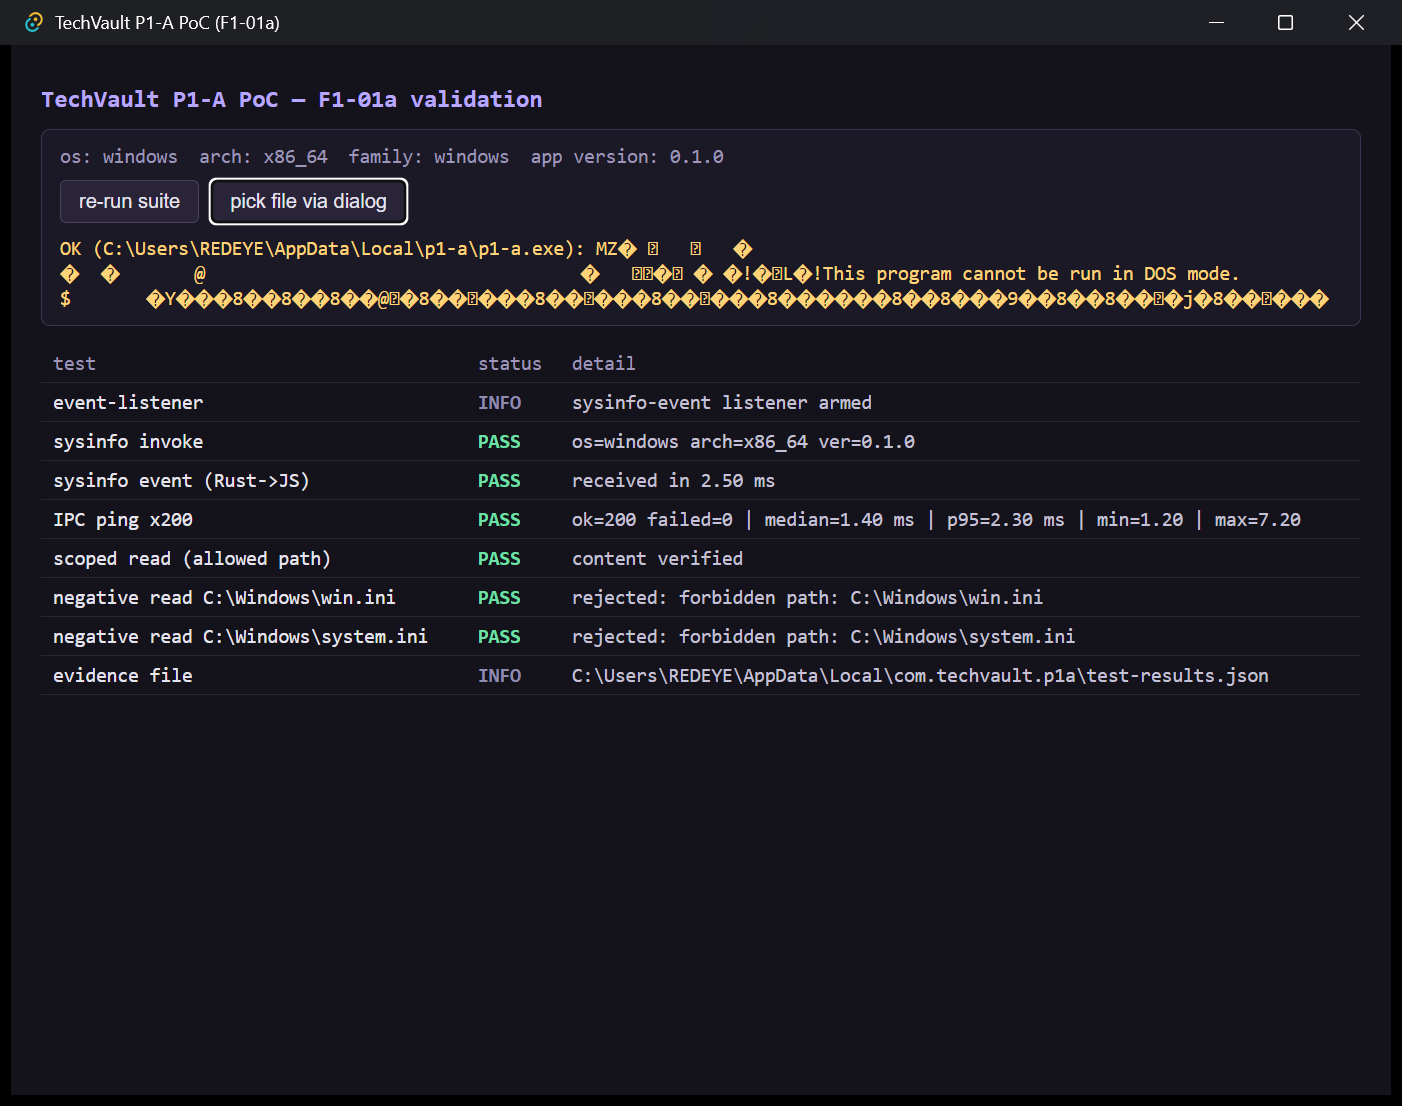 TechVault P1-A PoC (F1-01a)
TechVault P1-A PoC — F1-01a validation
os: windows arch: x86_64 family: windows app version: 0.1.0
re-run suite pick file via dialog
OK (C:\Users\REDEYE\AppData\Local\p1-a\p1-a.exe): MZ�
� � @ � � � �!�L�!This program cannot be run in DOS mode.
$
test status detail
event-listener INFO sysinfo-event listener armed
sysinfo invoke PASS os=windows arch=x86_64 ver=0.1.0
sysinfo event (Rust->JS) PASS received in 2.50 ms
IPC ping x200 PASS ok=200 failed=0 | median=1.40 ms | p95=2.30 ms | min=1.20 | max=7.20
scoped read (allowed path) PASS content verified
negative read C:\Windows\win.ini PASS rejected: forbidden path: C:\Windows\win.ini
negative read C:\Windows\system.ini PASS rejected: forbidden path: C:\Windows\system.ini
evidence file INFO C:\Users\REDEYE\AppData\Local\com.techvault.p1a\test-results.json